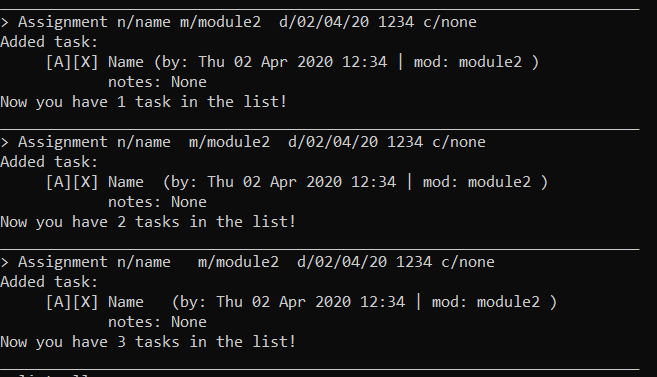 > Assignment n/name m/module2  d/02/04/20 1234 c/none
Added task:
     [A][X] Name (by: Thu 02 Apr 2020 12:34 | mod: module2 )
            notes: None
Now you have 1 task in the list!
> Assignment n/name  m/module2  d/02/04/20 1234 c/none
Added task:
     [A][X] Name  (by: Thu 02 Apr 2020 12:34 | mod: module2 )
            notes: None
Now you have 2 tasks in the list!
> Assignment n/name   m/module2  d/02/04/20 1234 c/none
Added task:
     [A][X] Name   (by: Thu 02 Apr 2020 12:34 | mod: module2 )
            notes: None
Now you have 3 tasks in the list!